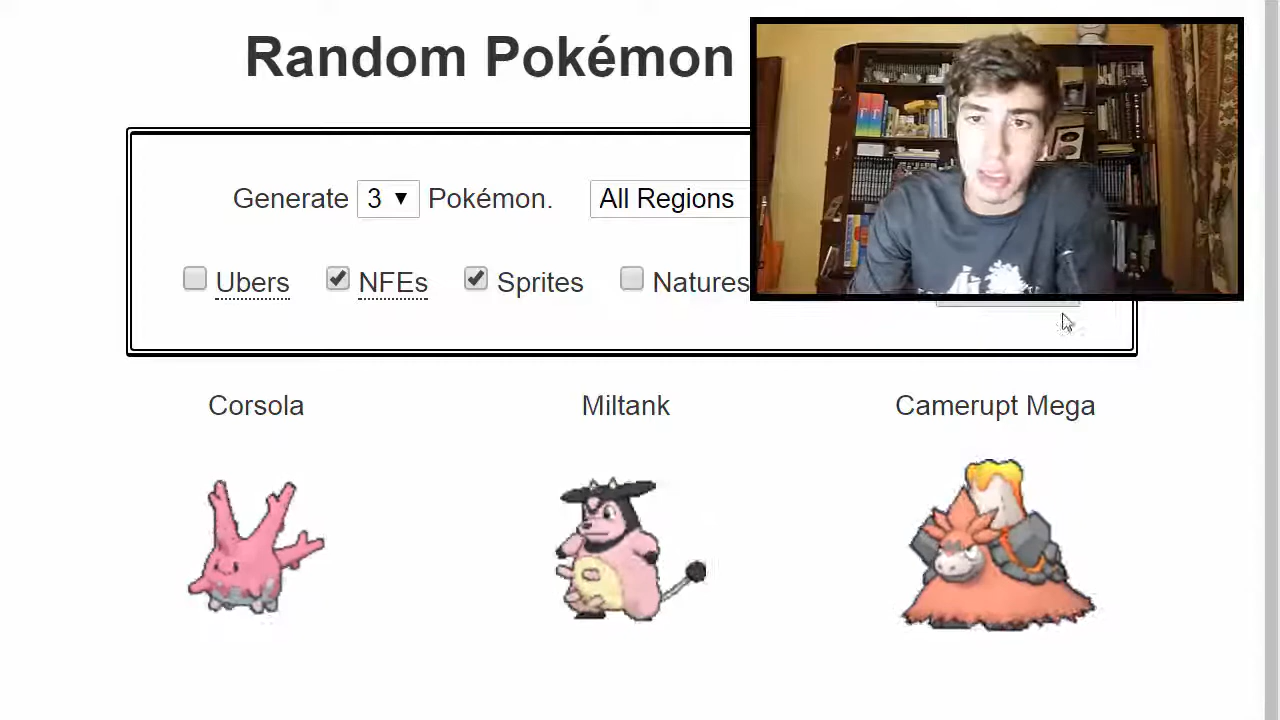 Random Pokémon
Generate 3 ▼ Pokémon. All Regions
Ubers NFEs Sprites Natures
Corsola Miltank Camerupt Mega